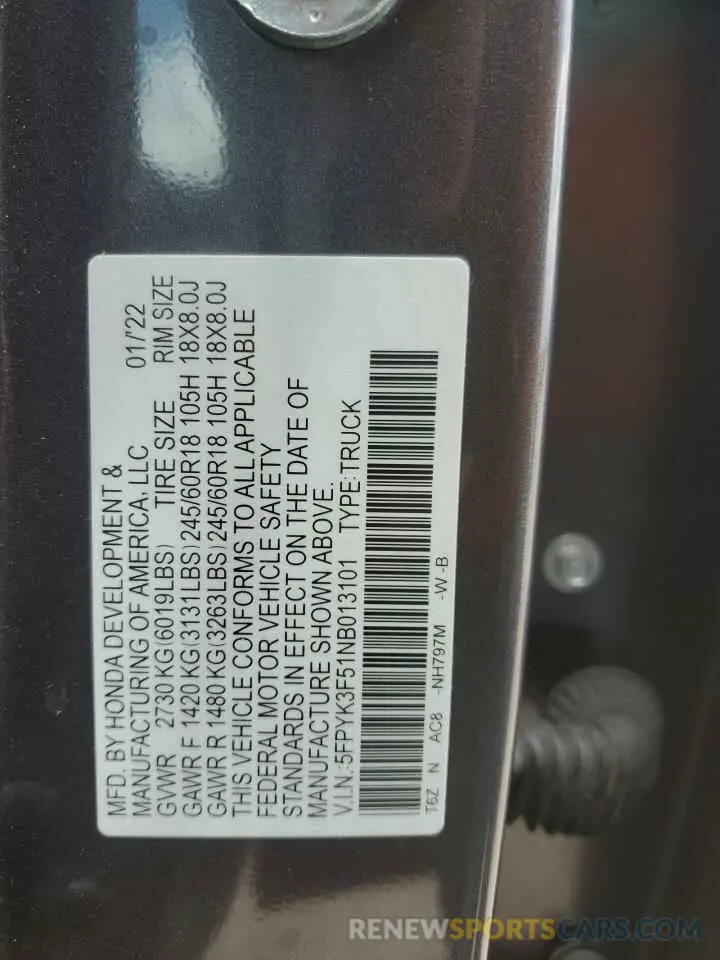 MFD. BY HONDA DEVELOPMENT & 01/'22
MANUFACTURING OF AMERICA, LLC
GVWR 2730 KG(6019LBS) TIRE SIZE RIM SIZE
GAWR F 1420 KG(3131LBS) 245/60R18 105H 18X8.0J
GAWR R 1480 KG(3263LBS) 245/60R18 105H 18X8.0J
THIS VEHICLE CONFORMS TO ALL APPLICABLE
FEDERAL MOTOR VEHICLE SAFETY
STANDARDS IN EFFECT ON THE DATE OF
MANUFACTURE SHOWN ABOVE.
V.I.N.:5FPYK3F51NB013101 TYPE:TRUCK
T6Z N AC8 -NH797M -W -B
RENEWSPORTSCARS.COM